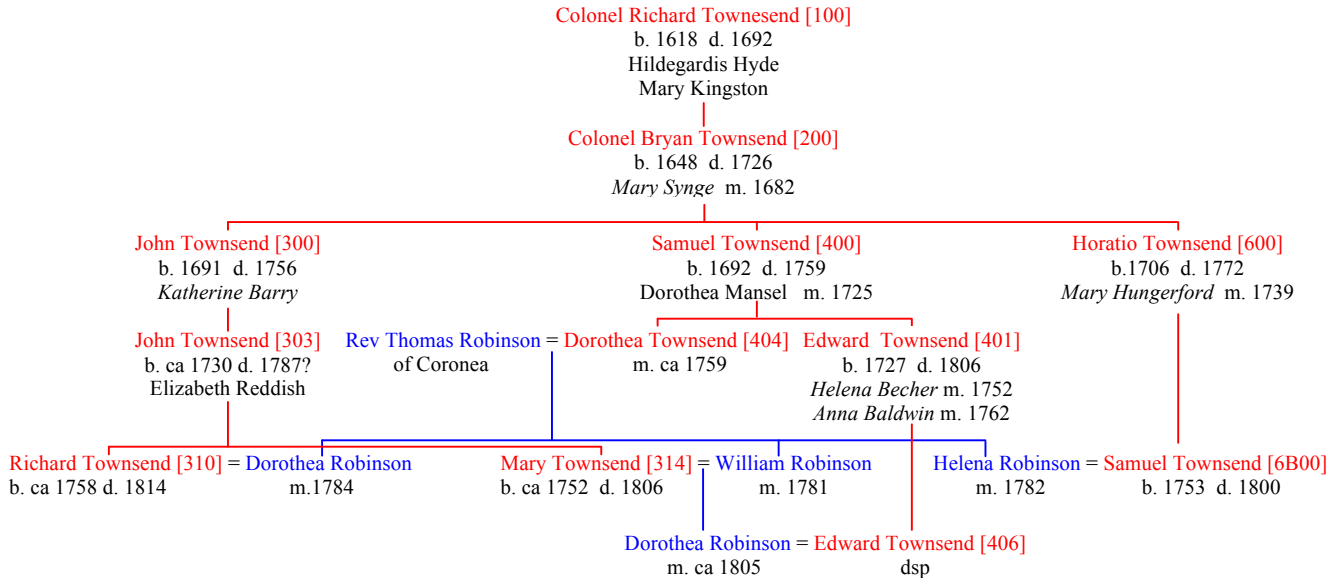 Colonel Richard Townesend [100]
b. 1618 d. 1692
Hildegardis Hyde
Mary Kingston
Colonel Bryan Townsend [200]
b. 1648 d. 1726
Mary Synge m. 1682
John Townsend [300]
b. 1691 d. 1756
Katherine Barry
Samuel Townsend [400]
b. 1692 d. 1759
Dorothea Mansel m. 1725
Horatio Townsend [600]
b.1706 d. 1772
Mary Hungerford m. 1739
John Townsend [303]
b. ca 1730 d. 1787?
Elizabeth Reddish
Rev Thomas Robinson = Dorothea Townsend [404]
of Coronea
m. ca 1759
Edward Townsend [401]
b. 1727 d. 1806
Helena Becher m. 1752
Anna Baldwin m. 1762
Richard Townsend [310] = Dorothea Robinson
b. ca 1758 d. 1814
m.1784
Mary Townsend [314] = William Robinson
b. ca 1752 d. 1806
m. 1781
Helena Robinson = Samuel Townsend [6B00]
m. 1782
b. 1753 d. 1800
Dorothea Robinson = Edward Townsend [406]
m. ca 1805
dsp